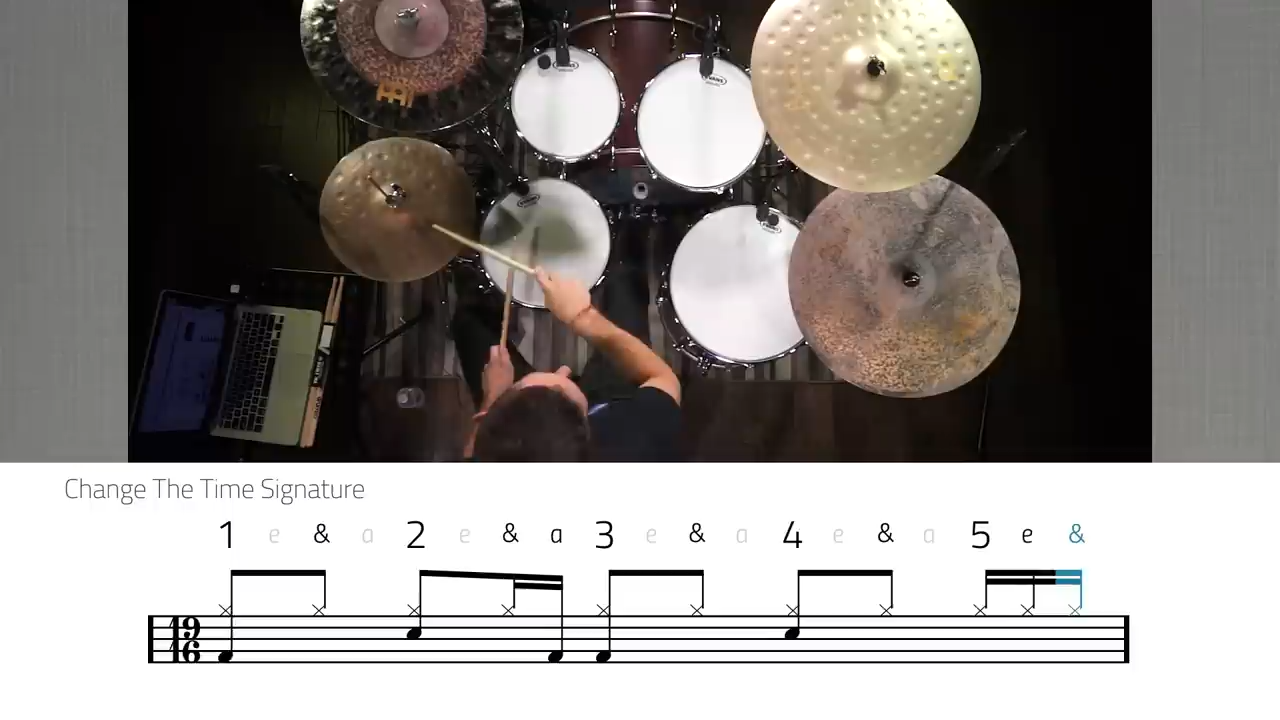 Change The Time Signature
1 e & a 2 e & a 3 e & a 4 e & a 5 e &
19
16